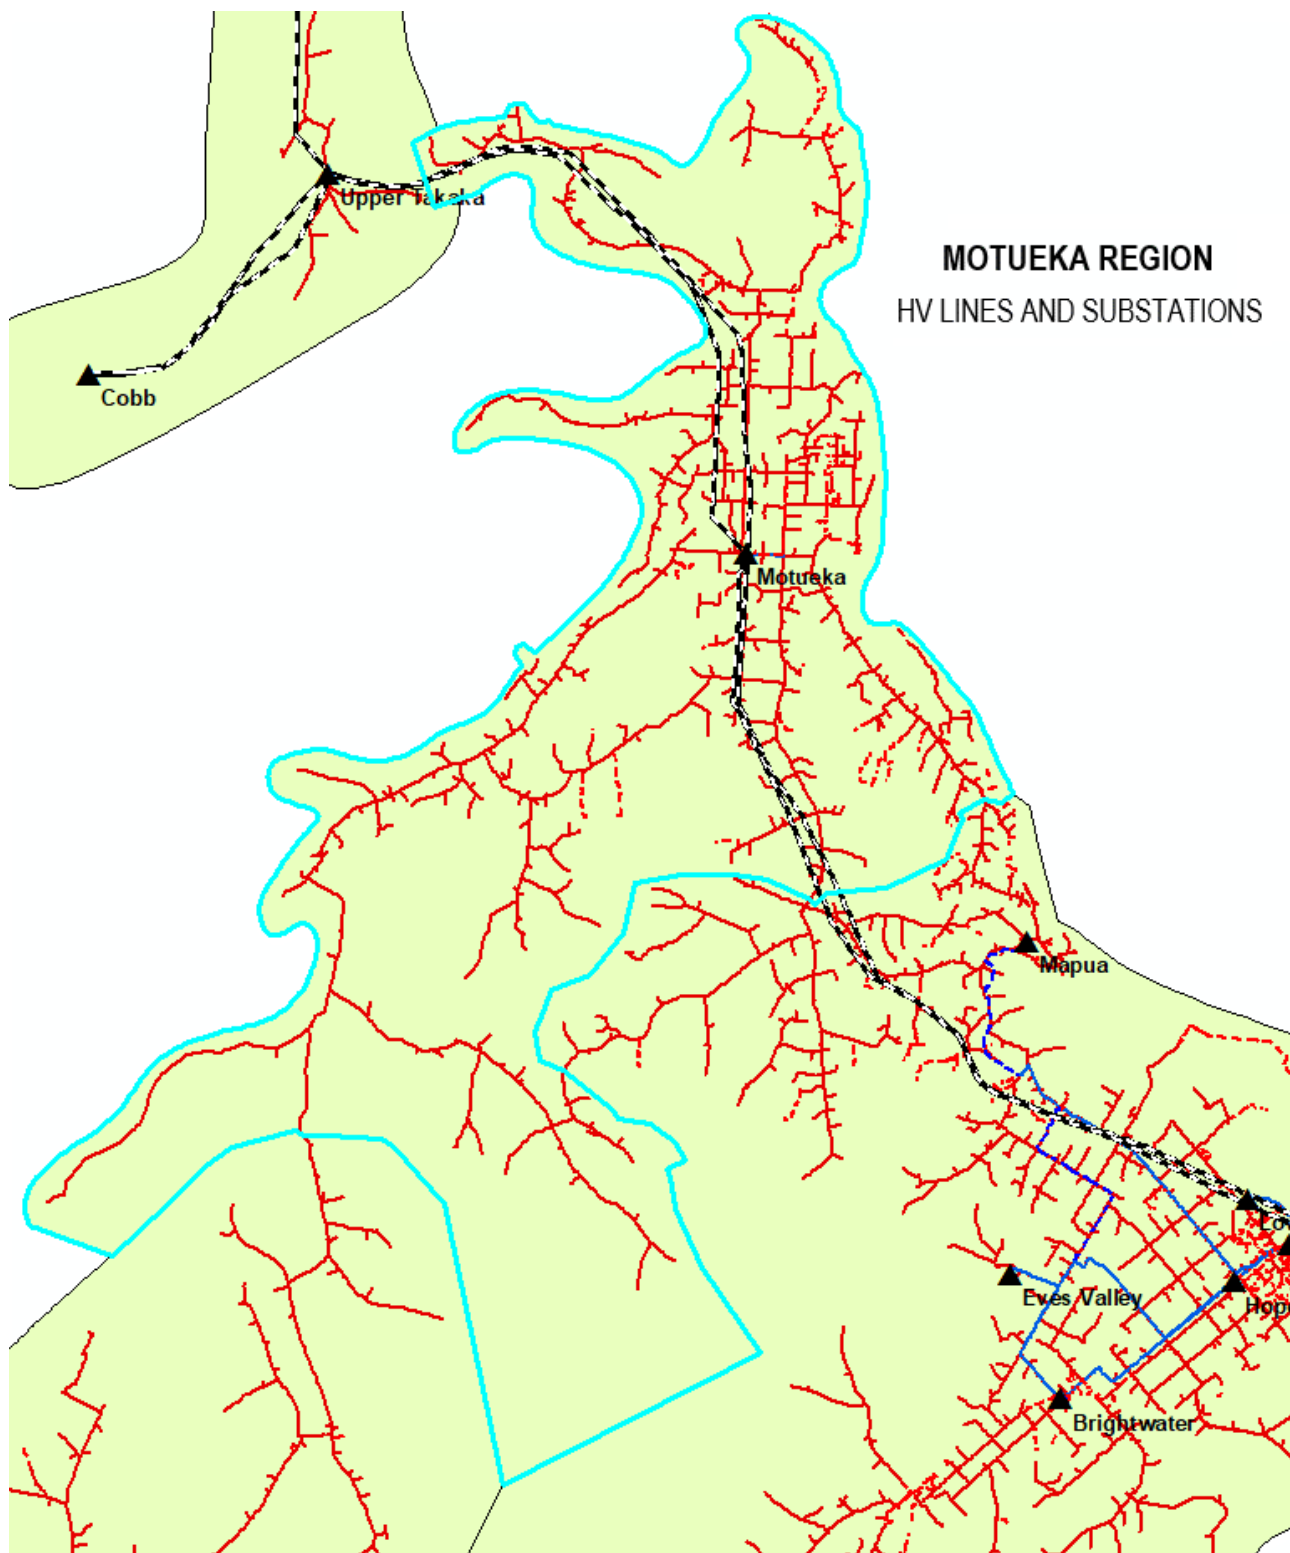 Upper Takaka
MOTUEKA REGION
HV LINES AND SUBSTATIONS
Cobb
Motueka
Mapua
Eves Valley
Brightwater